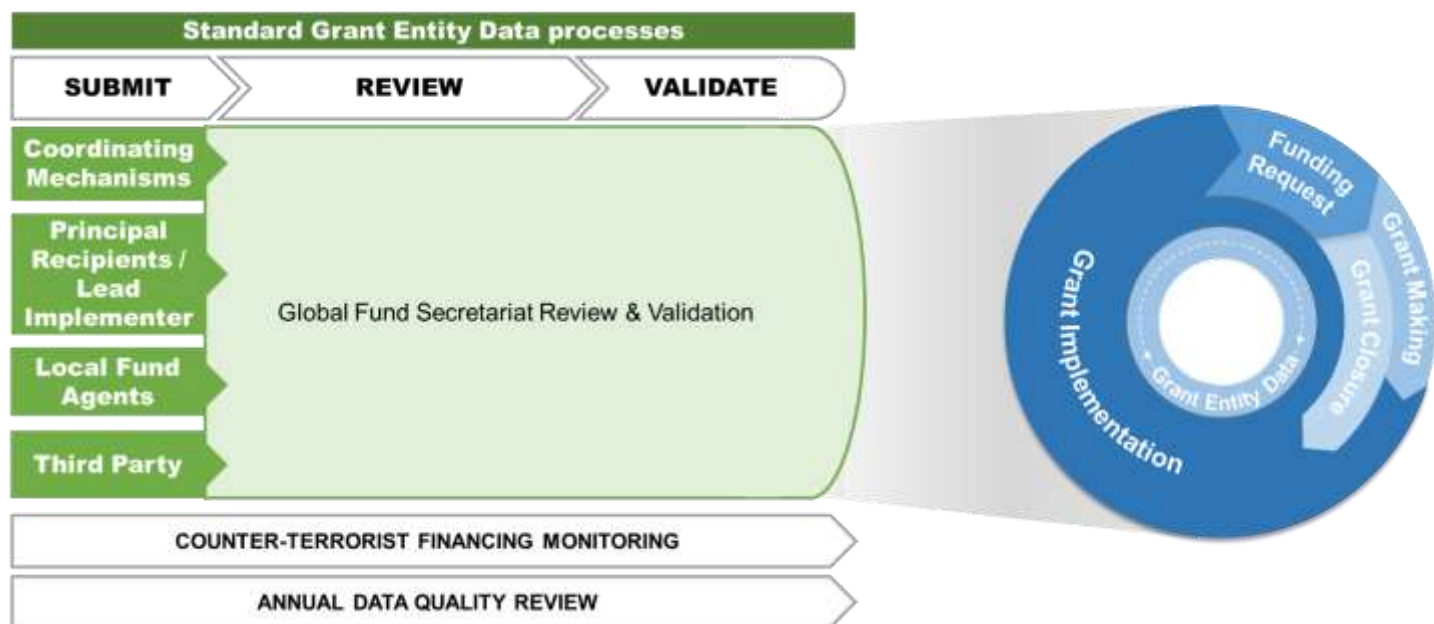 Standard Grant Entity Data processes
SUBMIT
REVIEW
VALIDATE
Coordinating
Mechanisms
Principal
Recipients /
Lead
Implementer
Local Fund
Agents
Third Party
Global Fund Secretariat Review & Validation
COUNTER-TERRORIST FINANCING MONITORING
ANNUAL DATA QUALITY REVIEW
Funding
Request
Grant Making
Grant Closure
Grant Implementation
Grant Entity Data